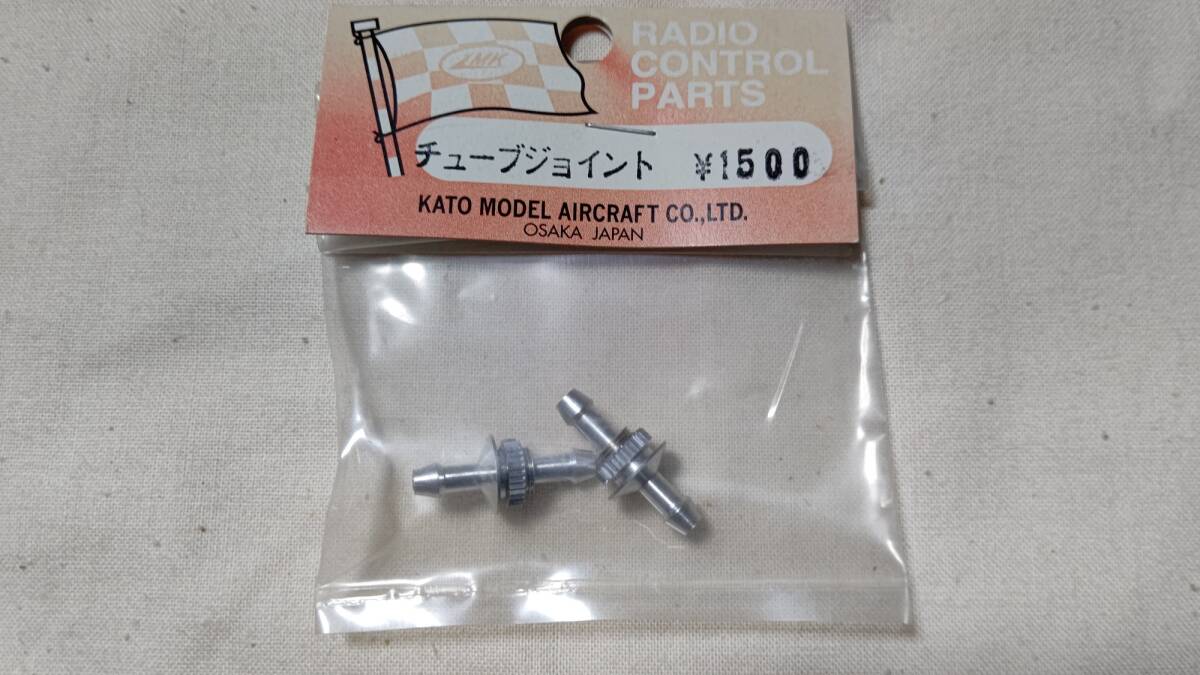 RADIO
CONTROL
PARTS
チューブジョイント ¥1500
KATO MODEL AIRCRAFT CO.,LTD.
OSAKA JAPAN